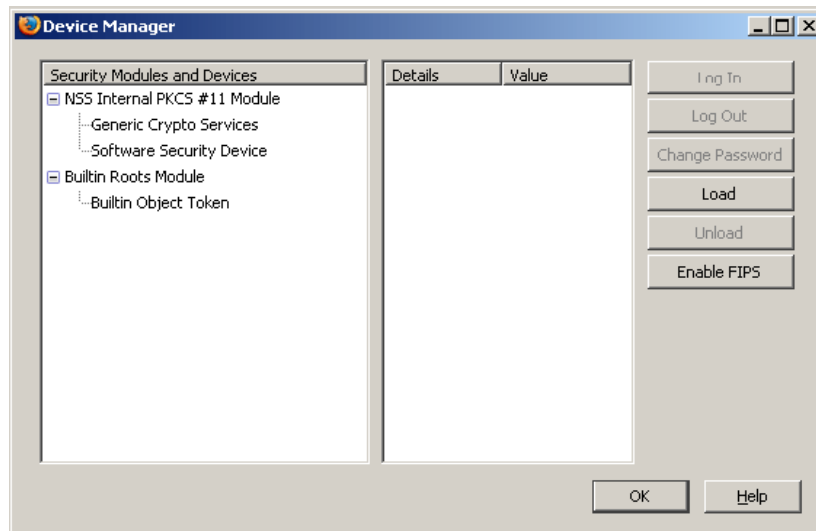 Device Manager
Security Modules and Devices
Details Value
NSS Internal PKCS #11 Module
Generic Crypto Services
Software Security Device
Builtin Roots Module
Builtin Object Token
Log In
Log Out
Change Password
Load
Unload
Enable FIPS
OK
Help